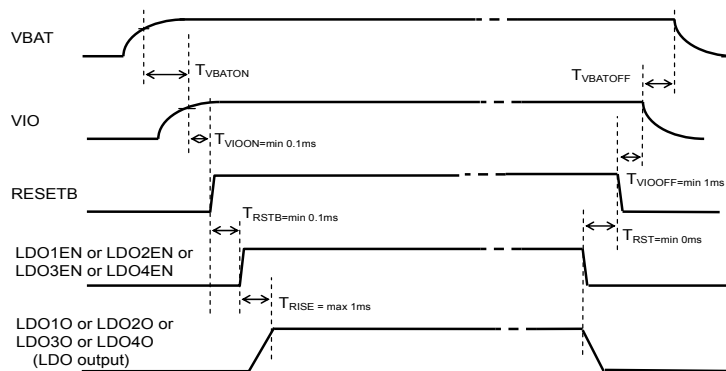 VBAT
TVBATON
TVBATOFF
VIO
TVIOON=min 0.1ms
TVIOOFF=min 1ms
RESETB
TRSTB=min 0.1ms
TRST=min 0ms
LDO1EN or LDO2EN or
LDO3EN or LDO4EN
TRISE = max 1ms
LDO1O or LDO2O or
LDO3O or LDO4O
(LDO output)